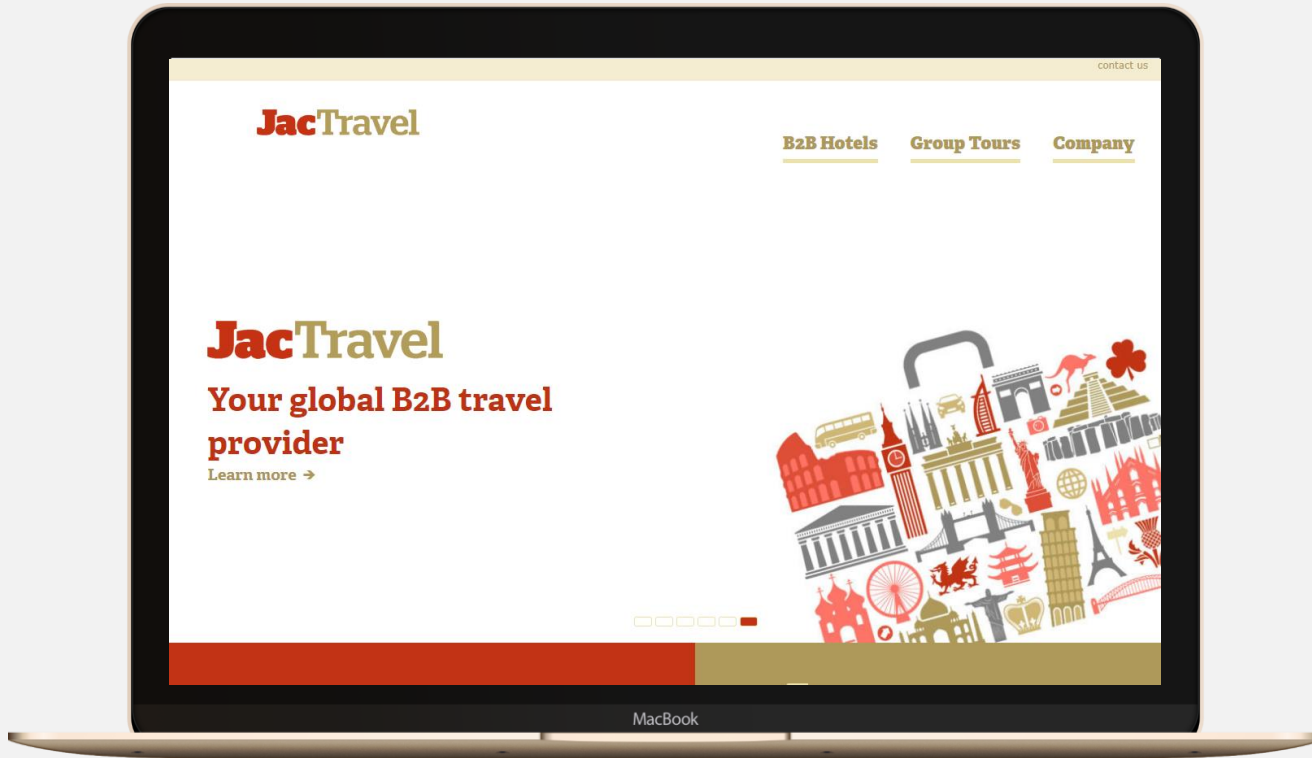 contact us
JacTravel
B2B Hotels Group Tours Company
JacTravel
Your global B2B travel
provider
Learn more →
MacBook